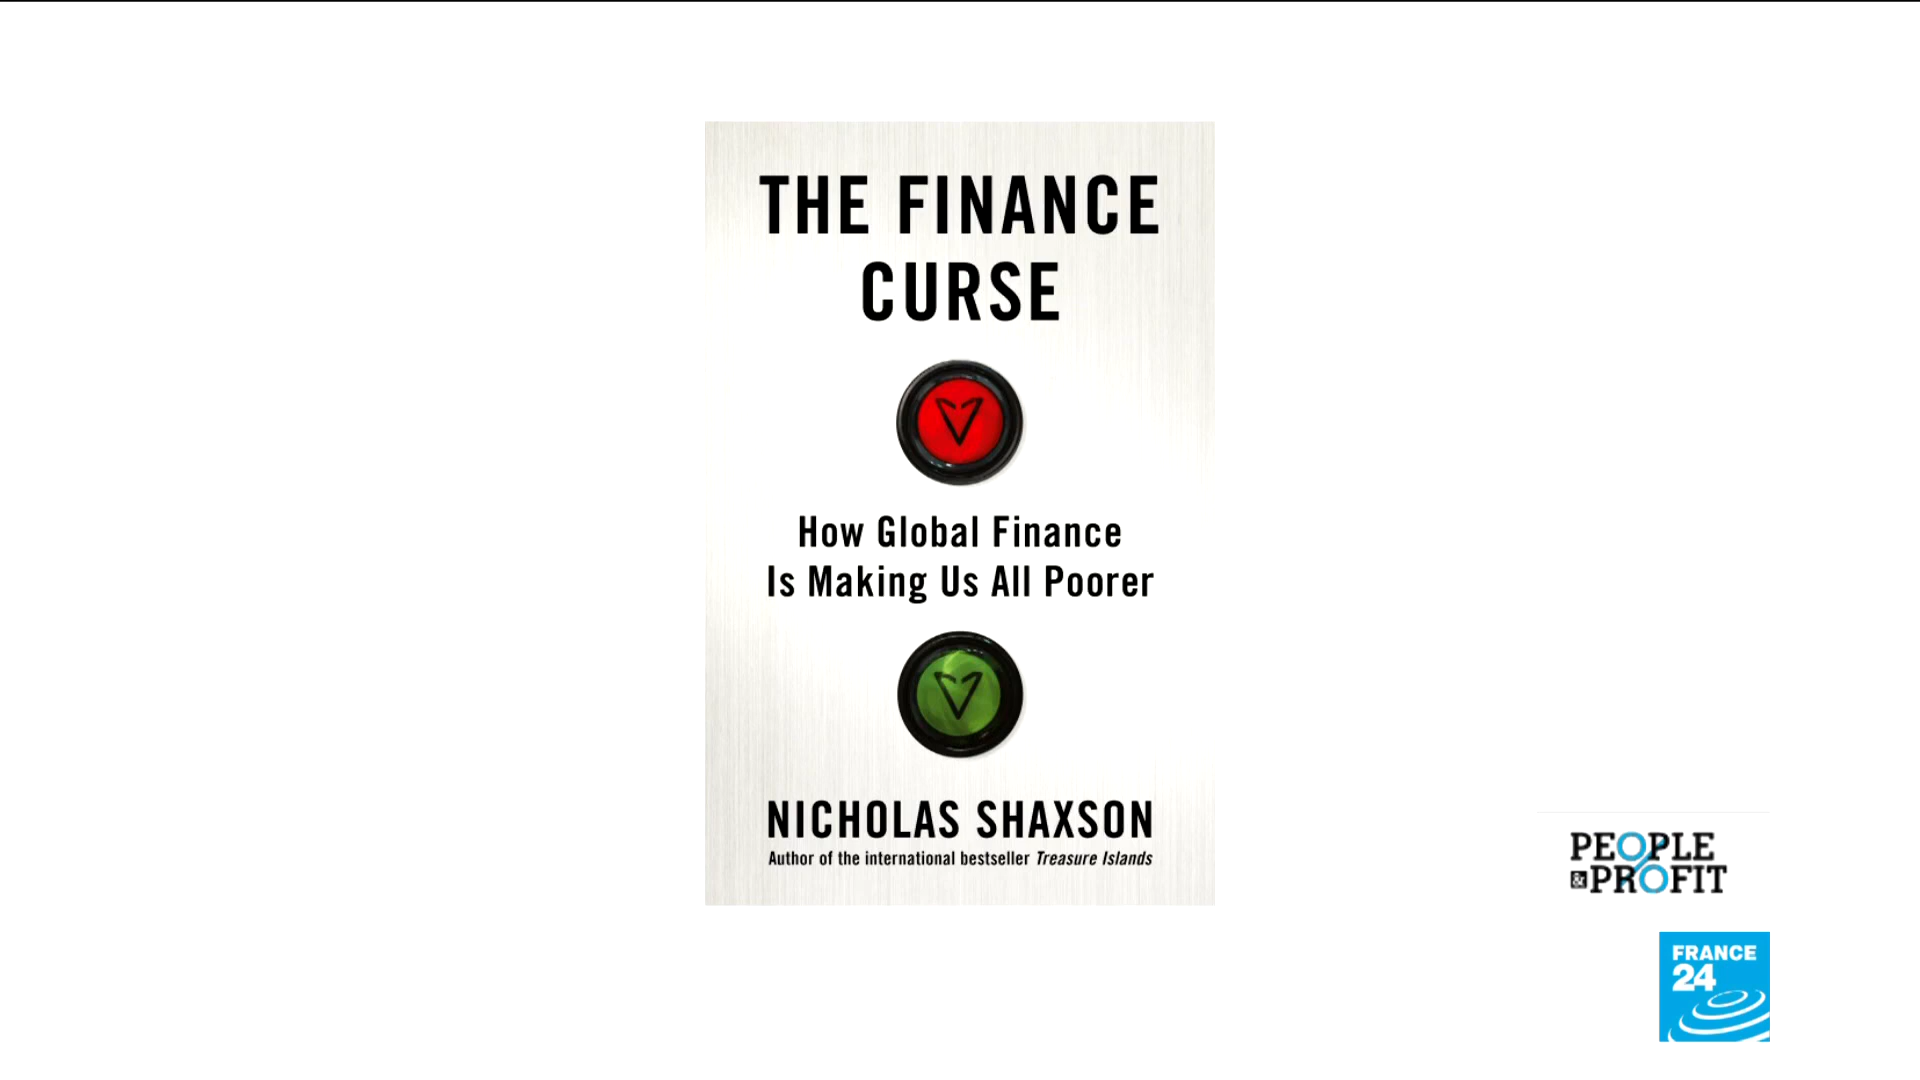 THE FINANCE
CURSE
How Global Finance
Is Making Us All Poorer
NICHOLAS SHAXSON
Author of the international bestseller Treasure Islands
PEOPLE
&PROFIT
FRANCE
24